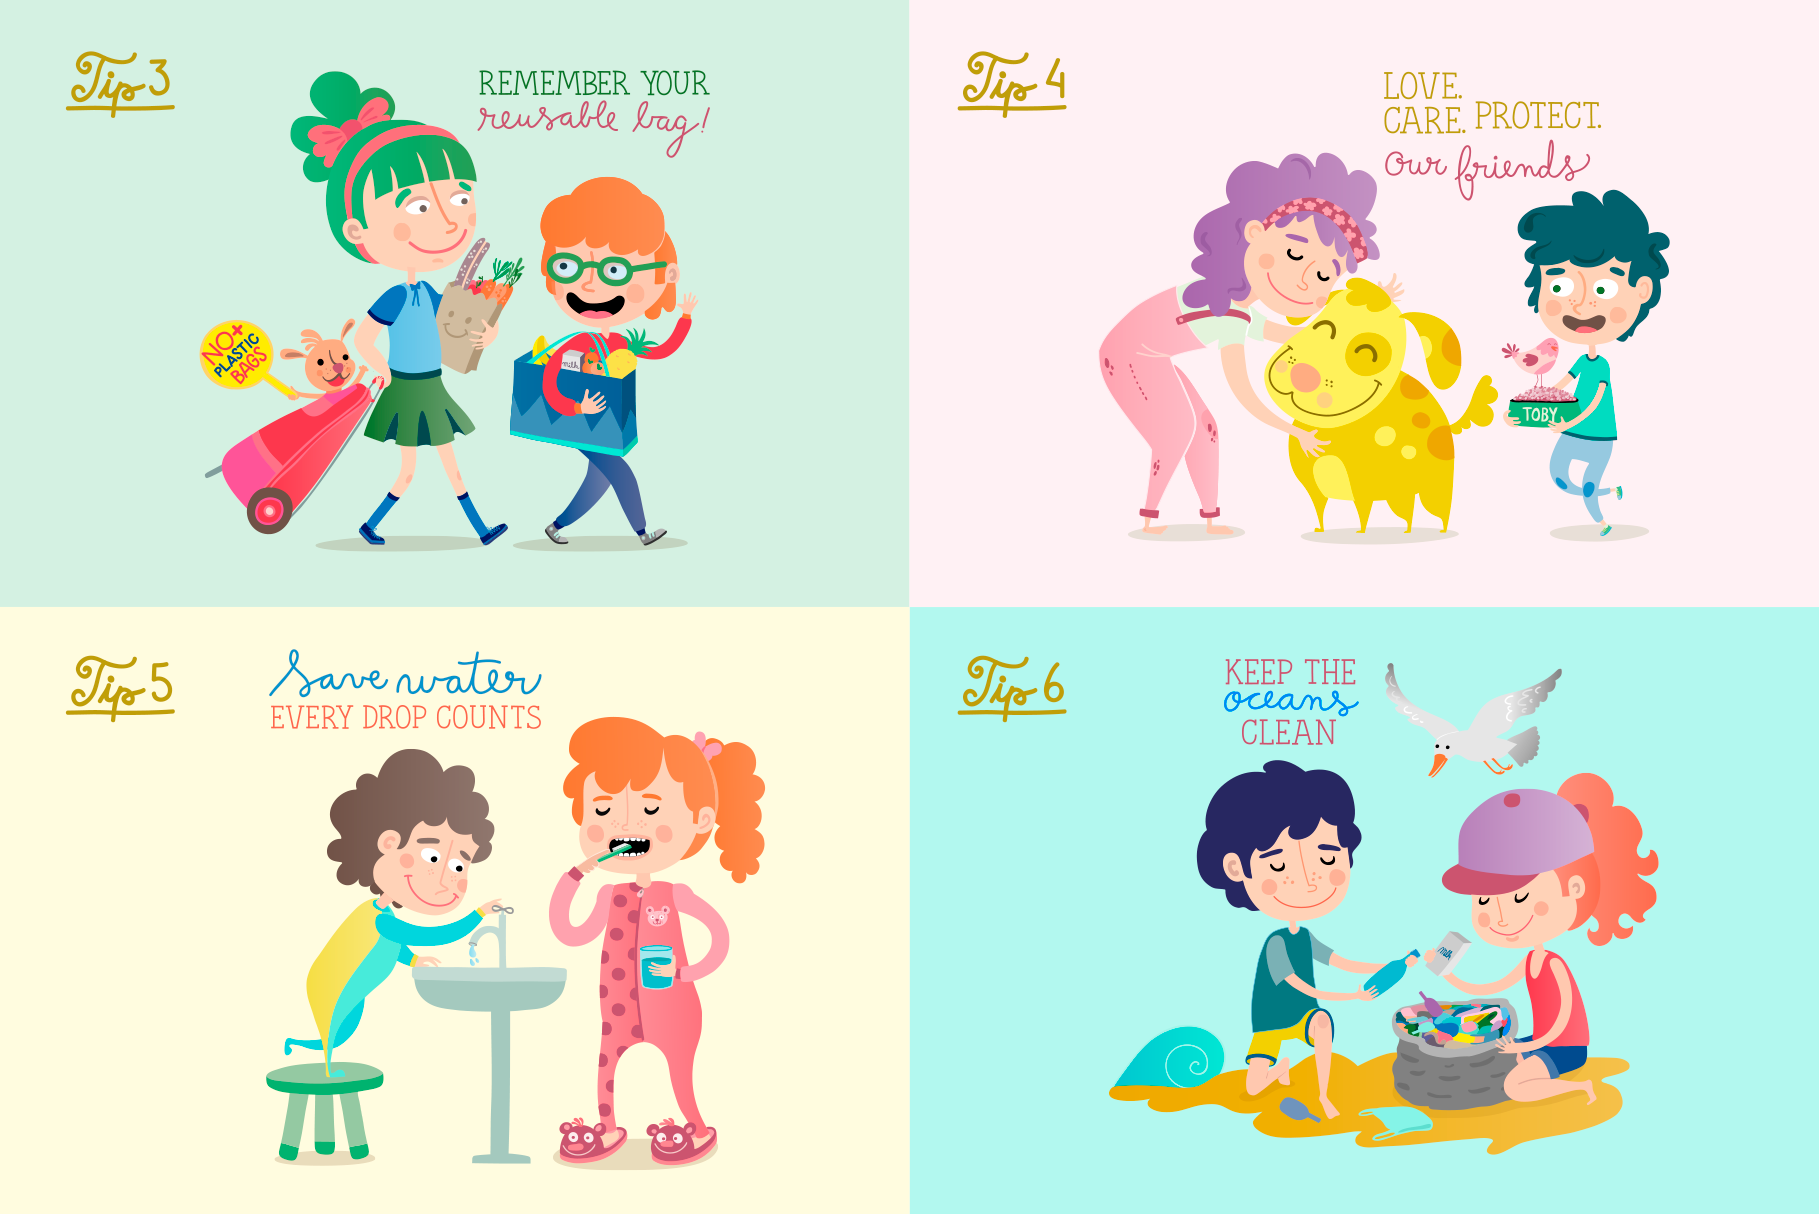 Tip 3
REMEMBER YOUR
reusable bag!
NO+
PLASTIC
BAGS
milk
Tip 4
LOVE.
CARE. PROTECT.
our friends
TOBY
Tip 5
Save water
EVERY DROP COUNTS
Tip 6
KEEP THE
oceans
CLEAN
milk